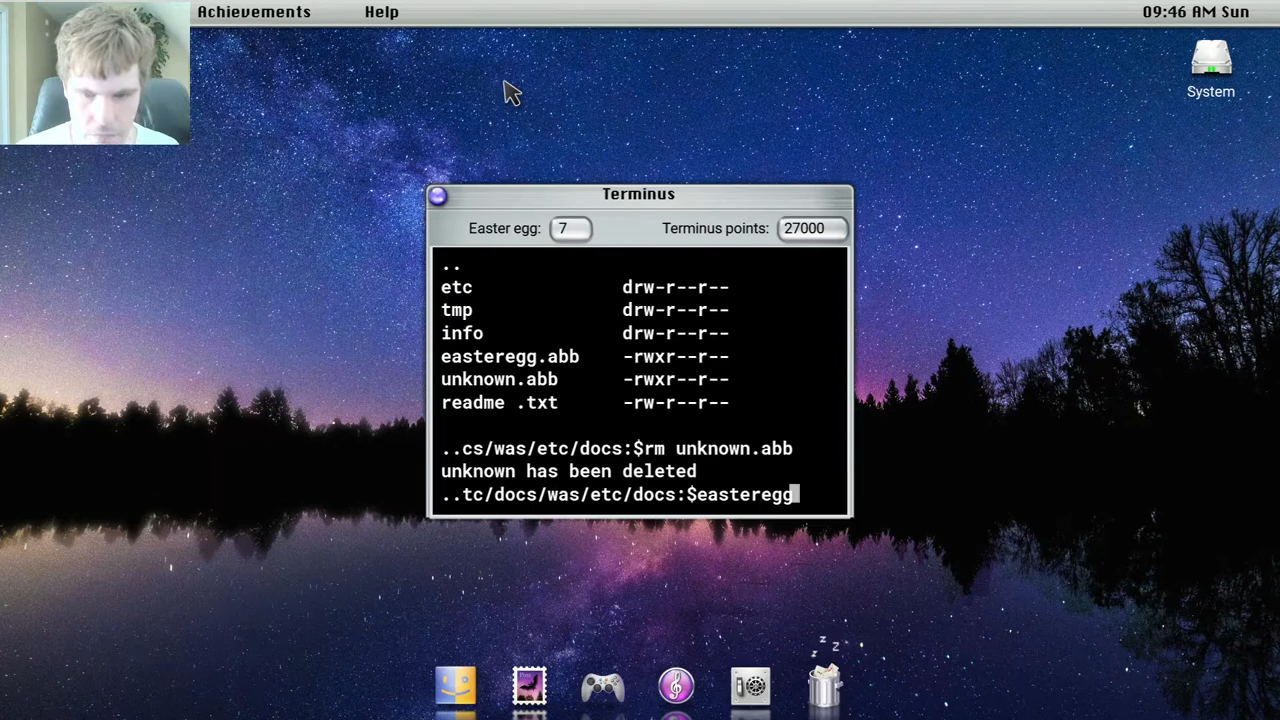 Achievements Help 09:46 AM Sun
System
Terminus
Easter egg: 7 Terminus points: 27000
..
etc drw-r--r--
tmp drw-r--r--
info drw-r--r--
easteregg.abb -rwxr--r--
unknown.abb -rwxr--r--
readme .txt -rw-r--r--
..cs/was/etc/docs:$rm unknown.abb
unknown has been deleted
..tc/docs/was/etc/docs:$easteregg
z z
Post